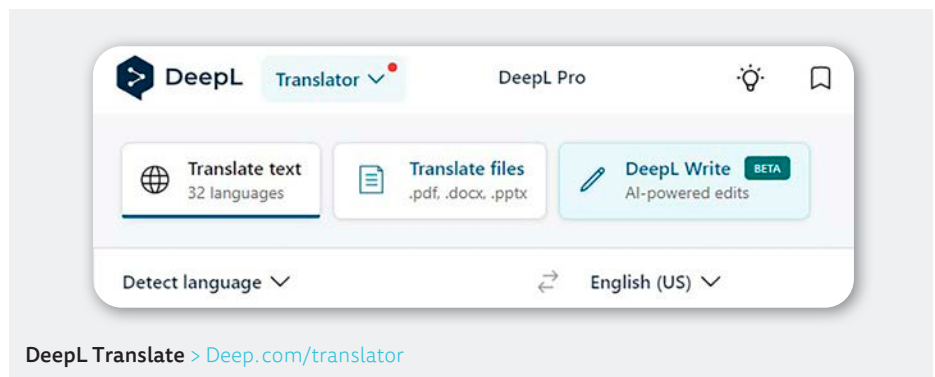 DeepL Translator DeepL Pro
Translate text Translate files DeepL Write BETA
32 languages .pdf, .docx, .pptx AI-powered edits
Detect language English (US)
DeepL Translate > Deep.com/translator